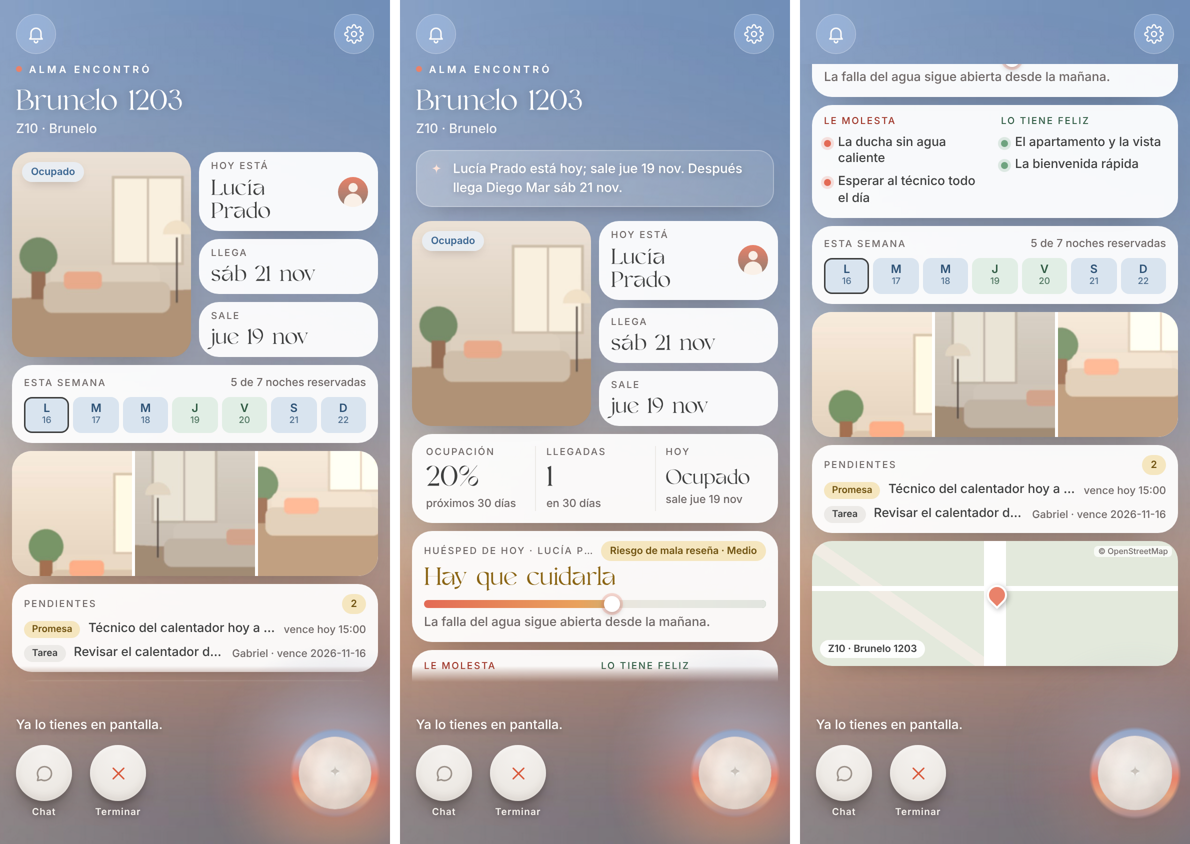 ALMA ENCONTRÓ
Brunelo 1203
Z10 · Brunelo
Ocupado
HOY ESTÁ
Lucía
Prado
LLEGA
sáb 21 nov
SALE
jue 19 nov
ESTA SEMANA
5 de 7 noches reservadas
L M M J V S D
16 17 18 19 20 21 22
PENDIENTES
2
Promesa Técnico del calentador hoy a ... vence hoy 15:00
Tarea Revisar el calentador d... Gabriel · vence 2026-11-16
Ya lo tienes en pantalla.
Chat
Terminar
ALMA ENCONTRÓ
Brunelo 1203
Z10 · Brunelo
Lucía Prado está hoy; sale jue 19 nov. Después
llega Diego Mar sáb 21 nov.
Ocupado
HOY ESTÁ
Lucía
Prado
LLEGA
sáb 21 nov
SALE
jue 19 nov
OCUPACIÓN
20%
próximos 30 días
LLEGADAS
1
en 30 días
HOY
Ocupado
sale jue 19 nov
HUÉSPED DE HOY · LUCÍA P...
Riesgo de mala reseña · Medio
Hay que cuidarla
La falla del agua sigue abierta desde la mañana.
LE MOLESTA
LO TIENE FELIZ
Ya lo tienes en pantalla.
Chat
Terminar
La falla del agua sigue abierta desde la mañana.
LE MOLESTA
La ducha sin agua
caliente
Esperar al técnico todo
el día
LO TIENE FELIZ
El apartamento y la vista
La bienvenida rápida
ESTA SEMANA
5 de 7 noches reservadas
L M M J V S D
16 17 18 19 20 21 22
PENDIENTES
2
Promesa Técnico del calentador hoy a ... vence hoy 15:00
Tarea Revisar el calentador d... Gabriel · vence 2026-11-16
© OpenStreetMap
Z10 · Brunelo 1203
Ya lo tienes en pantalla.
Chat
Terminar